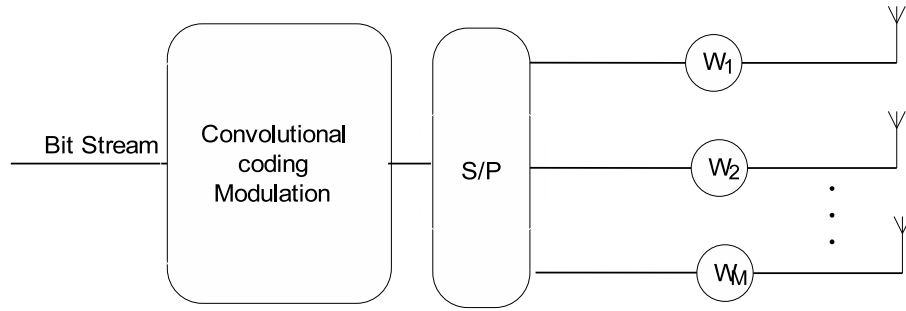 Bit Stream
Convolutional
coding
Modulation
S/P
W1
W2
WM